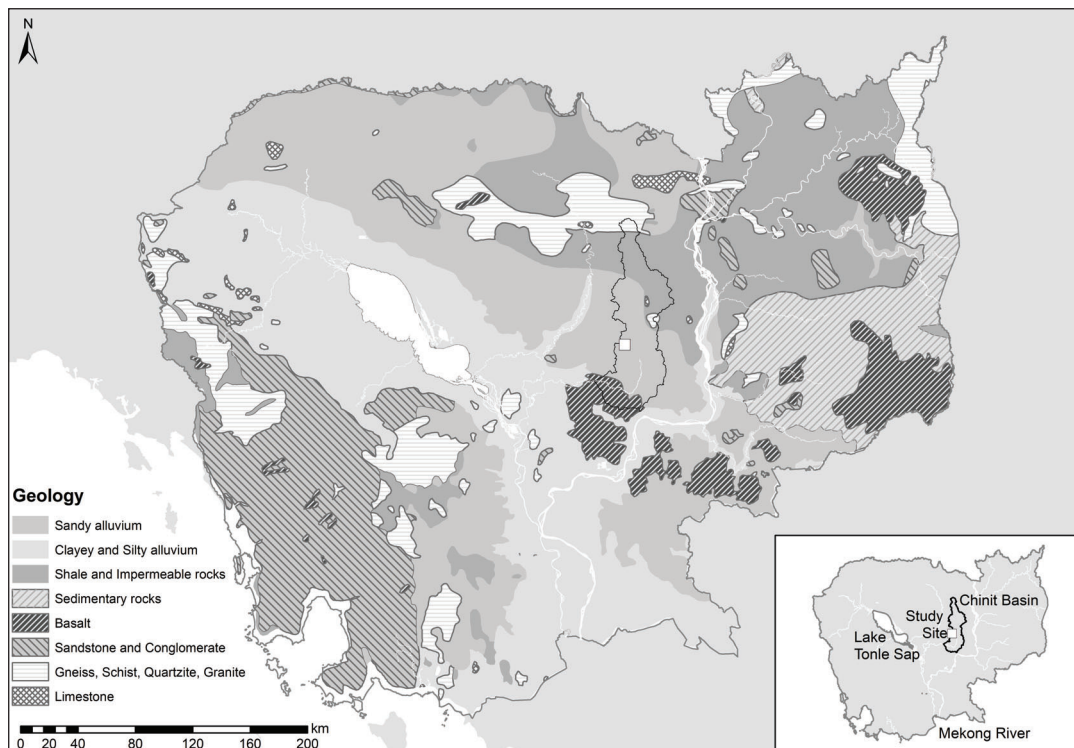 N
Geology
Sandy alluvium
Clayey and Silty alluvium
Shale and Impermeable rocks
Sedimentary rocks
Basalt
Sandstone and Conglomerate
Gneiss, Schist, Quartzite, Granite
Limestone
km
0 20 40 80 120 160 200
Chinit Basin
Study
Site
Lake
Tonle Sap
Mekong River